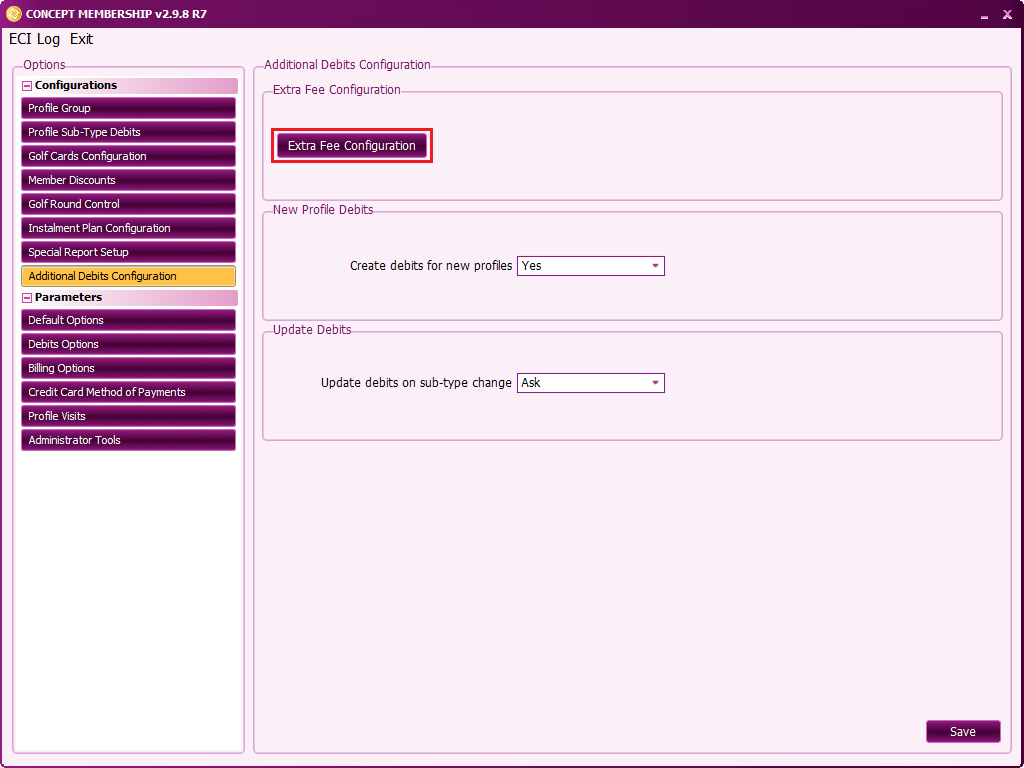 CONCEPT MEMBERSHIP v2.9.8 R7
ECI Log Exit
Options
Configurations
Profile Group
Profile Sub-Type Debits
Golf Cards Configuration
Member Discounts
Golf Round Control
Instalment Plan Configuration
Special Report Setup
Additional Debits Configuration
Parameters
Default Options
Debits Options
Billing Options
Credit Card Method of Payments
Profile Visits
Administrator Tools
Additional Debits Configuration
Extra Fee Configuration
Extra Fee Configuration
New Profile Debits
Create debits for new profiles Yes
Update Debits
Update debits on sub-type change Ask
Save